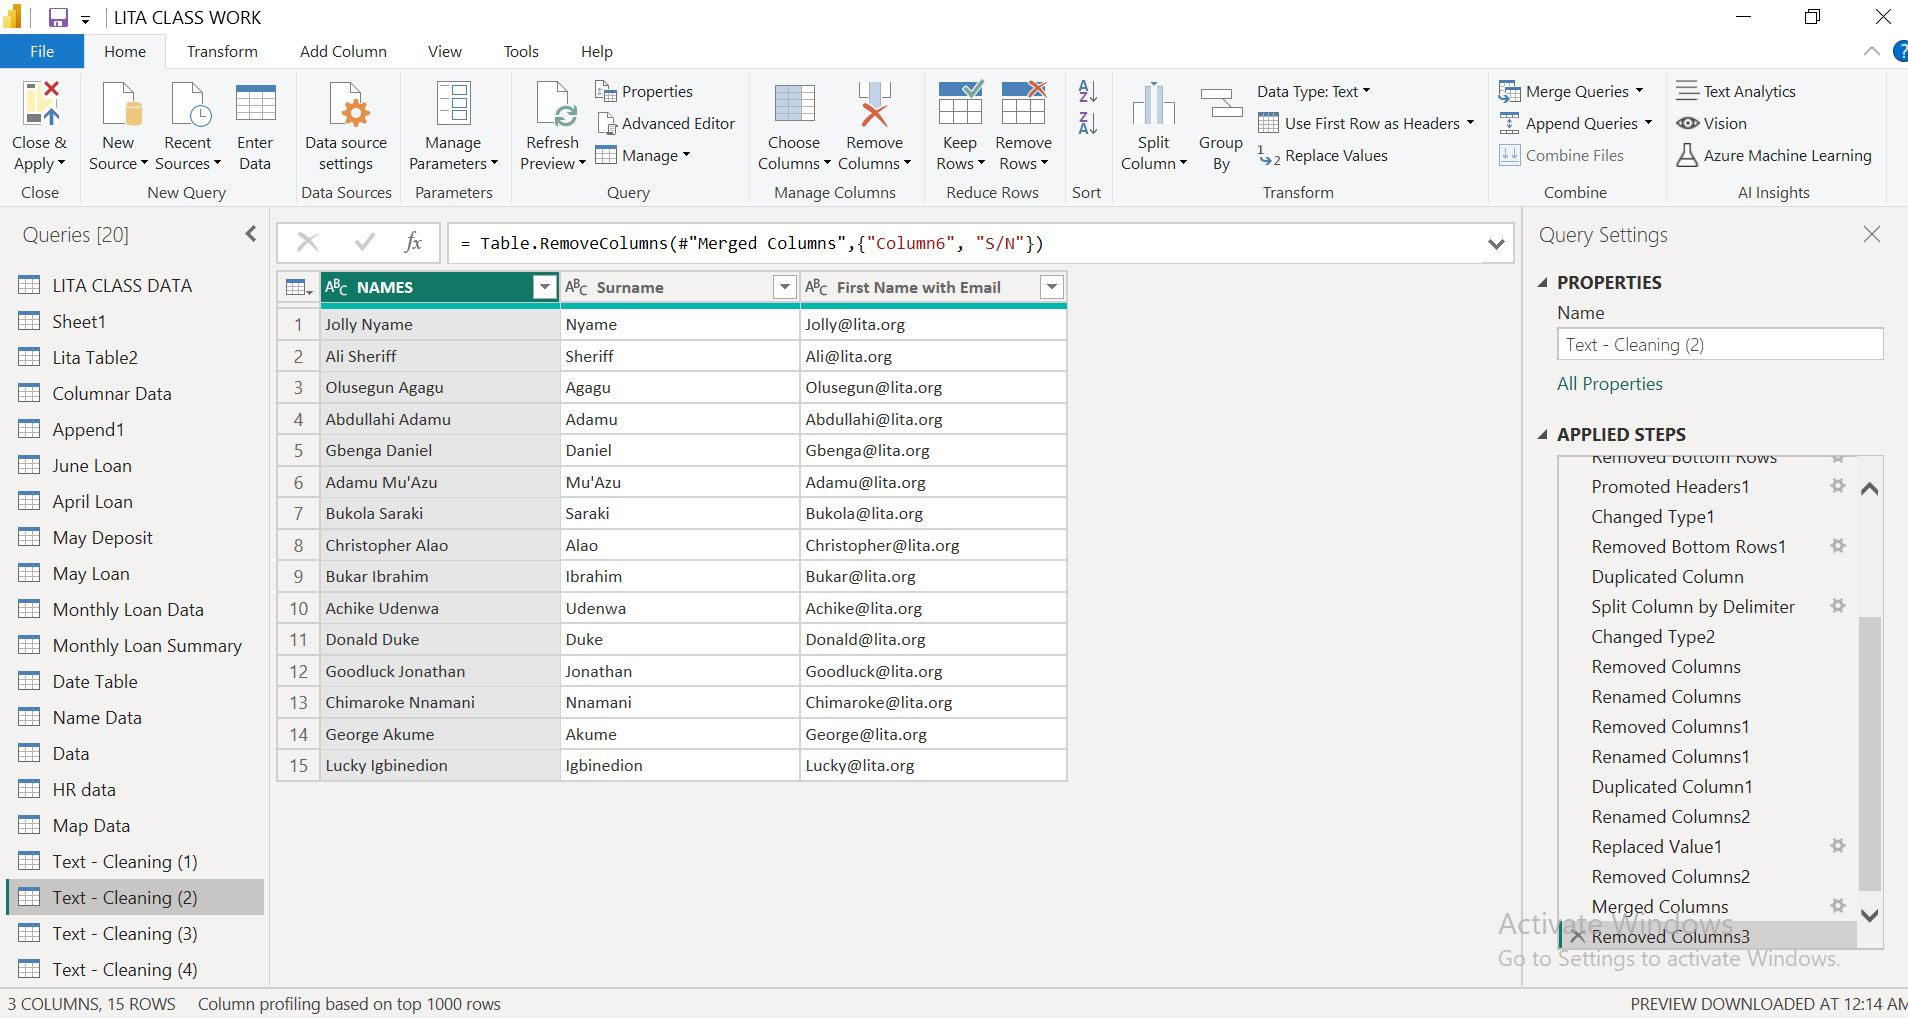 LITA CLASS WORK
File Home Transform Add Column View Tools Help
Close & Apply
Close
New Source
Recent Sources
Enter Data
New Query
Data source settings
Data Sources
Manage Parameters
Parameters
Refresh Preview
Properties
Advanced Editor
Manage
Query
Choose Columns
Remove Columns
Manage Columns
Keep Rows
Remove Rows
Reduce Rows
Sort
Split Column
Group By
Data Type: Text
Use First Row as Headers
Replace Values
Transform
Merge Queries
Append Queries
Combine Files
Combine
Text Analytics
Vision
Azure Machine Learning
AI Insights
Queries [20]
LITA CLASS DATA
Sheet1
Lita Table2
Columnar Data
Append1
June Loan
April Loan
May Deposit
May Loan
Monthly Loan Data
Monthly Loan Summary
Date Table
Name Data
Data
HR data
Map Data
Text - Cleaning (1)
Text - Cleaning (2)
Text - Cleaning (3)
Text - Cleaning (4)
fx = Table.RemoveColumns(#"Merged Columns",{"Column6", "S/N"})
ABC NAMES ABC Surname ABC First Name with Email
1 Jolly Nyame Nyame Jolly@lita.org
2 Ali Sheriff Sheriff Ali@lita.org
3 Olusegun Agagu Agagu Olusegun@lita.org
4 Abdullahi Adamu Adamu Abdullahi@lita.org
5 Gbenga Daniel Daniel Gbenga@lita.org
6 Adamu Mu'Azu Mu'Azu Adamu@lita.org
7 Bukola Saraki Saraki Bukola@lita.org
8 Christopher Alao Alao Christopher@lita.org
9 Bukar Ibrahim Ibrahim Bukar@lita.org
10 Achike Udenwa Udenwa Achike@lita.org
11 Donald Duke Duke Donald@lita.org
12 Goodluck Jonathan Jonathan Goodluck@lita.org
13 Chimaroke Nnamani Nnamani Chimaroke@lita.org
14 George Akume Akume George@lita.org
15 Lucky Igbinedion Igbinedion Lucky@lita.org
Query Settings
PROPERTIES
Name
Text - Cleaning (2)
All Properties
APPLIED STEPS
Removed Bottom Rows
Promoted Headers1
Changed Type1
Removed Bottom Rows1
Duplicated Column
Split Column by Delimiter
Changed Type2
Removed Columns
Renamed Columns
Removed Columns1
Renamed Columns1
Duplicated Column1
Renamed Columns2
Replaced Value1
Removed Columns2
Merged Columns
Removed Columns3
Activate Windows
Go to Settings to activate Windows.
3 COLUMNS, 15 ROWS Column profiling based on top 1000 rows
PREVIEW DOWNLOADED AT 12:14 AM